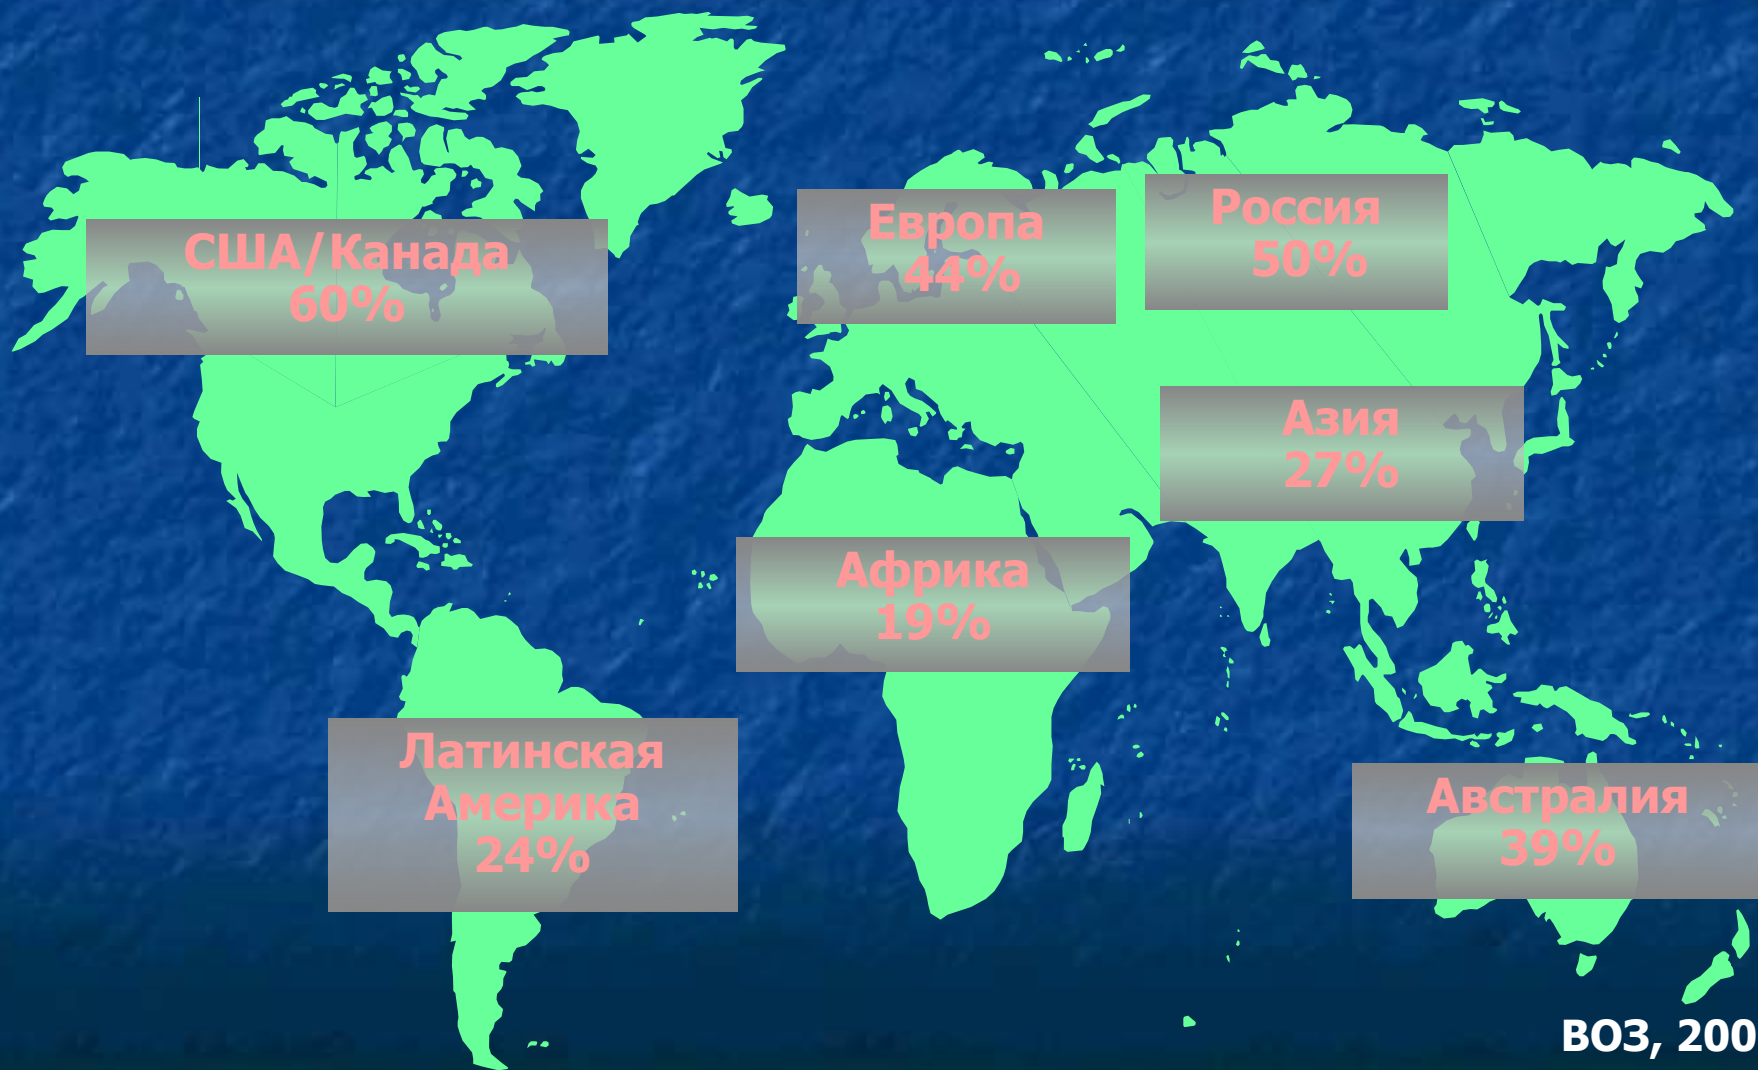 США/Канада
60%
Европа
44%
Россия
50%
Азия
27%
Африка
19%
Латинская
Америка
24%
Австралия
39%
ВОЗ, 200